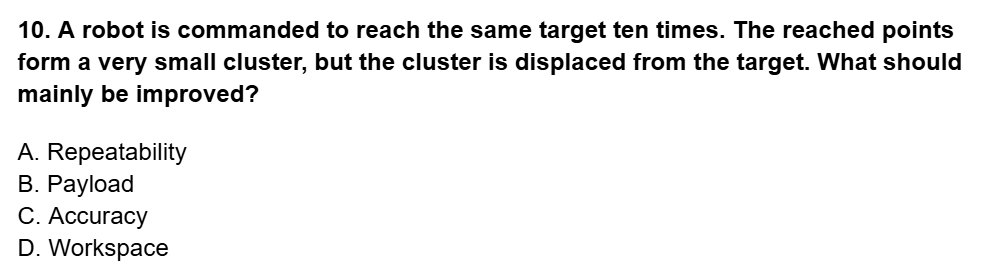 10. A robot is commanded to reach the same target ten times. The reached points
form a very small cluster, but the cluster is displaced from the target. What should
mainly be improved?
A. Repeatability
B. Payload
C. Accuracy
D. Workspace